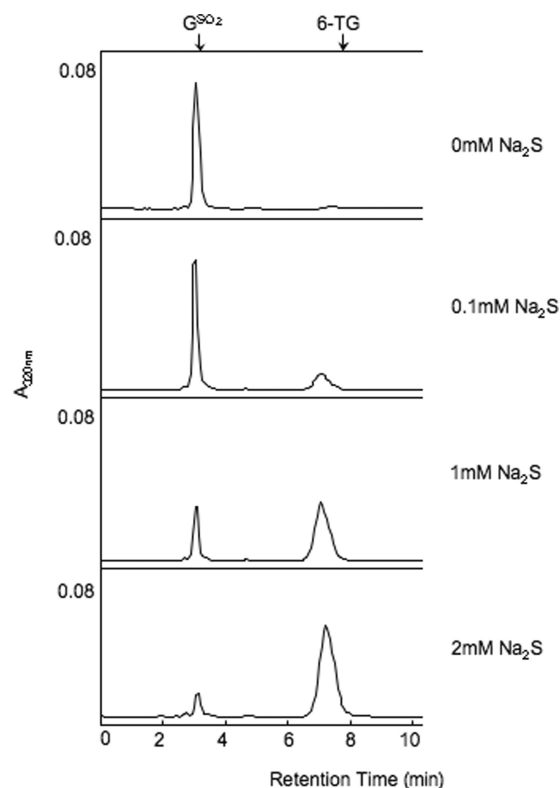 G^SO₂ 6-TG
0.08
0mM Na₂S
0.08
0.1mM Na₂S
A₃₂₀nm
0.08
1mM Na₂S
0.08
2mM Na₂S
0 2 4 6 8 10
Retention Time (min)